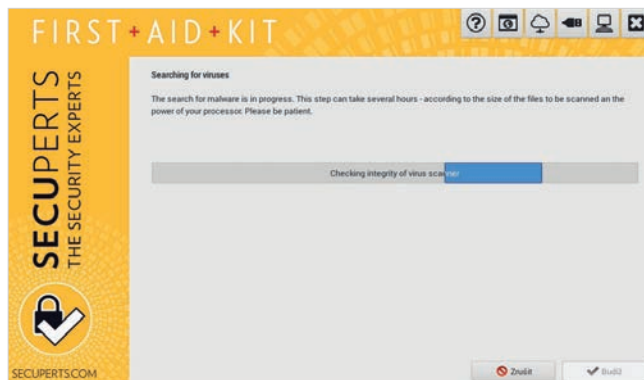 FIRST+AID+KIT
SECUPERTS
THE SECURITY EXPERTS
SECUPERTS.COM
Searching for viruses
The search for malware is in progress. This step can take several hours - according to the size of the files to be scanned an the
power of your processor. Please be patient.
Checking integrity of virus scanner
Zrušit
Budiž